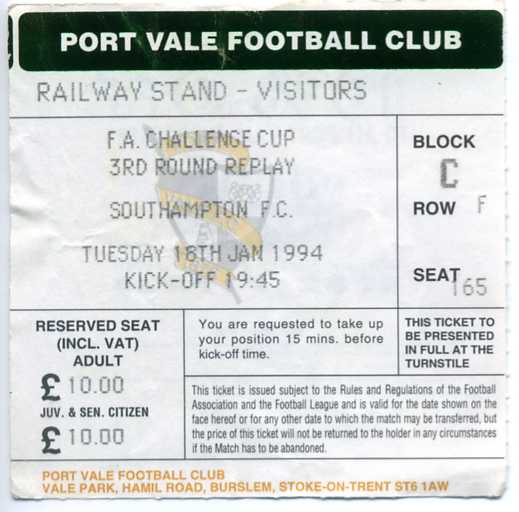 PORT VALE FOOTBALL CLUB
RAILWAY STAND - VISITORS
F.A. CHALLENGE CUP
3RD ROUND REPLAY
SOUTHAMPTON F.C.
TUESDAY 18TH JAN 1994
KICK-OFF 19:45
BLOCK
C
ROW F
SEAT 165
RESERVED SEAT
(INCL. VAT)
ADULT
£ 10.00
JUV. & SEN. CITIZEN
£ 10.00
You are requested to take up
your position 15 mins. before
kick-off time.
THIS TICKET TO
BE PRESENTED
IN FULL AT THE
TURNSTILE
This ticket is issued subject to the Rules and Regulations of the Football
Association and the Football League and is valid for the date shown on the
face hereof or for any other date to which the match may be transferred, but
the price of this ticket will not be returned to the holder in any circumstances
if the Match has to be abandoned.
PORT VALE FOOTBALL CLUB
VALE PARK, HAMIL ROAD, BURSLEM, STOKE-ON-TRENT ST6 1AW